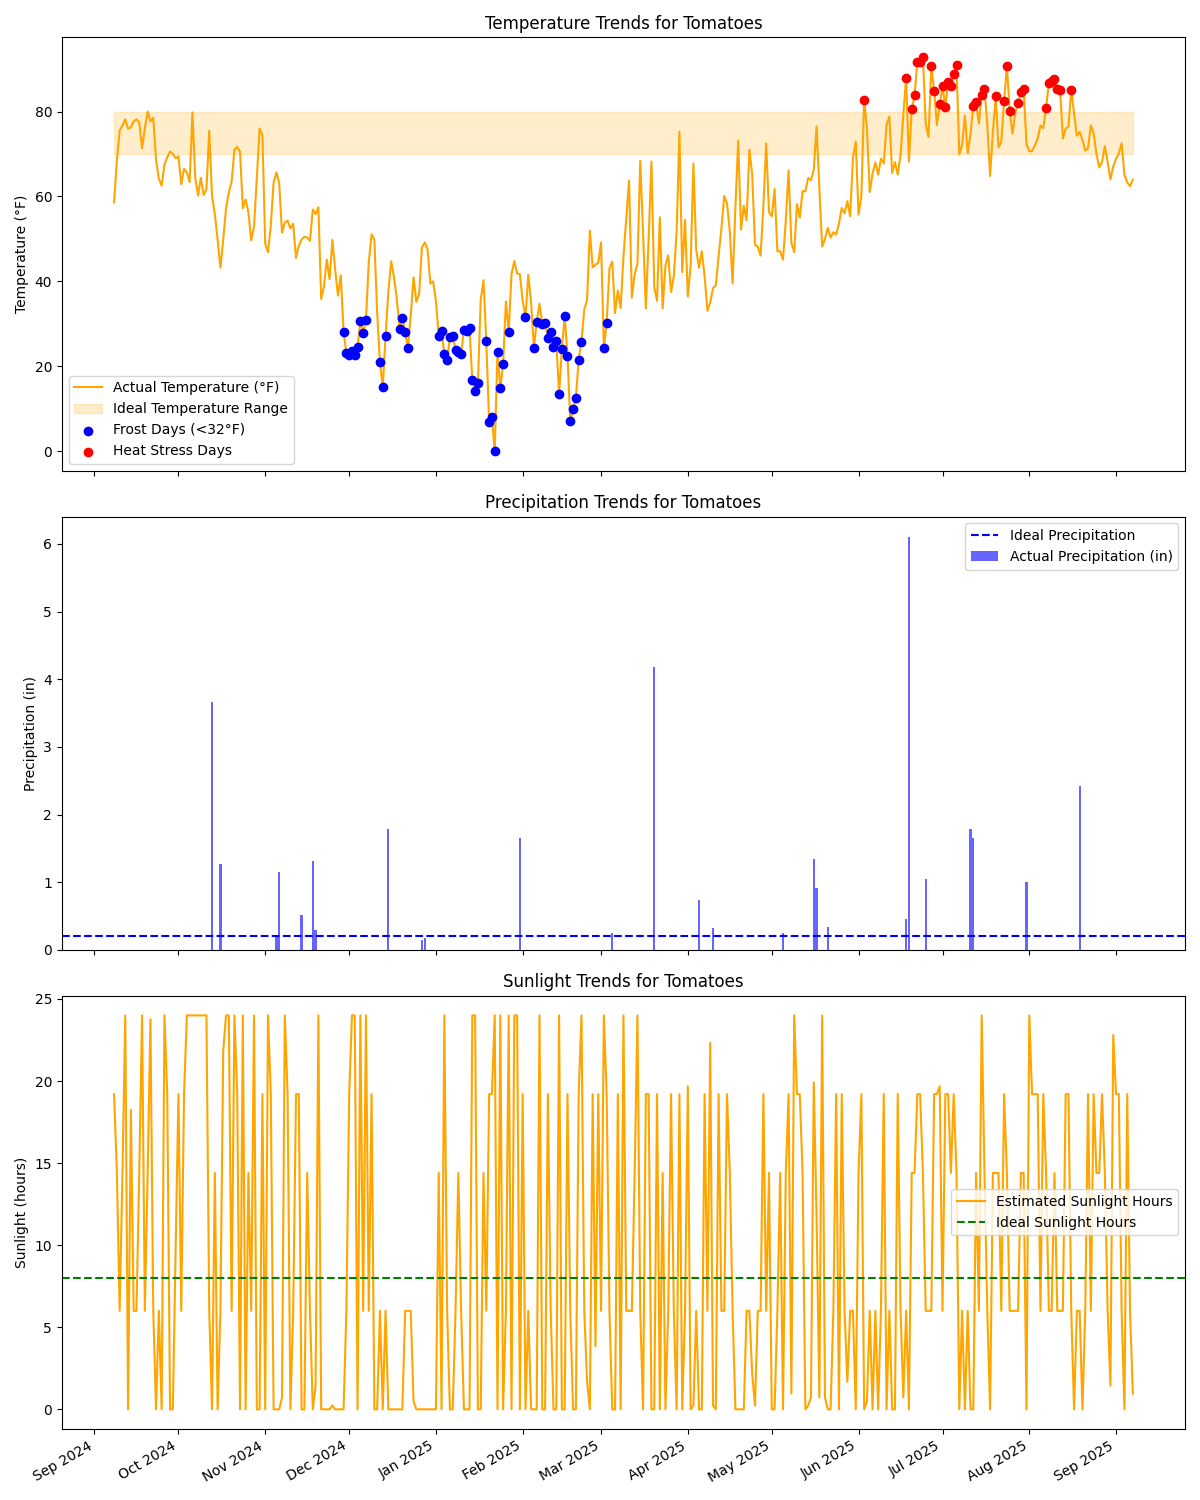 Temperature Trends for Tomatoes
Temperature (°F)
80
60
40
20
0
Actual Temperature (°F)
Ideal Temperature Range
Frost Days (<32°F)
Heat Stress Days
Precipitation Trends for Tomatoes
Precipitation (in)
6
5
4
3
2
1
0
Ideal Precipitation
Actual Precipitation (in)
Sunlight Trends for Tomatoes
Sunlight (hours)
25
20
15
10
5
0
Estimated Sunlight Hours
Ideal Sunlight Hours
Sep 2024
Oct 2024
Nov 2024
Dec 2024
Jan 2025
Feb 2025
Mar 2025
Apr 2025
May 2025
Jun 2025
Jul 2025
Aug 2025
Sep 2025